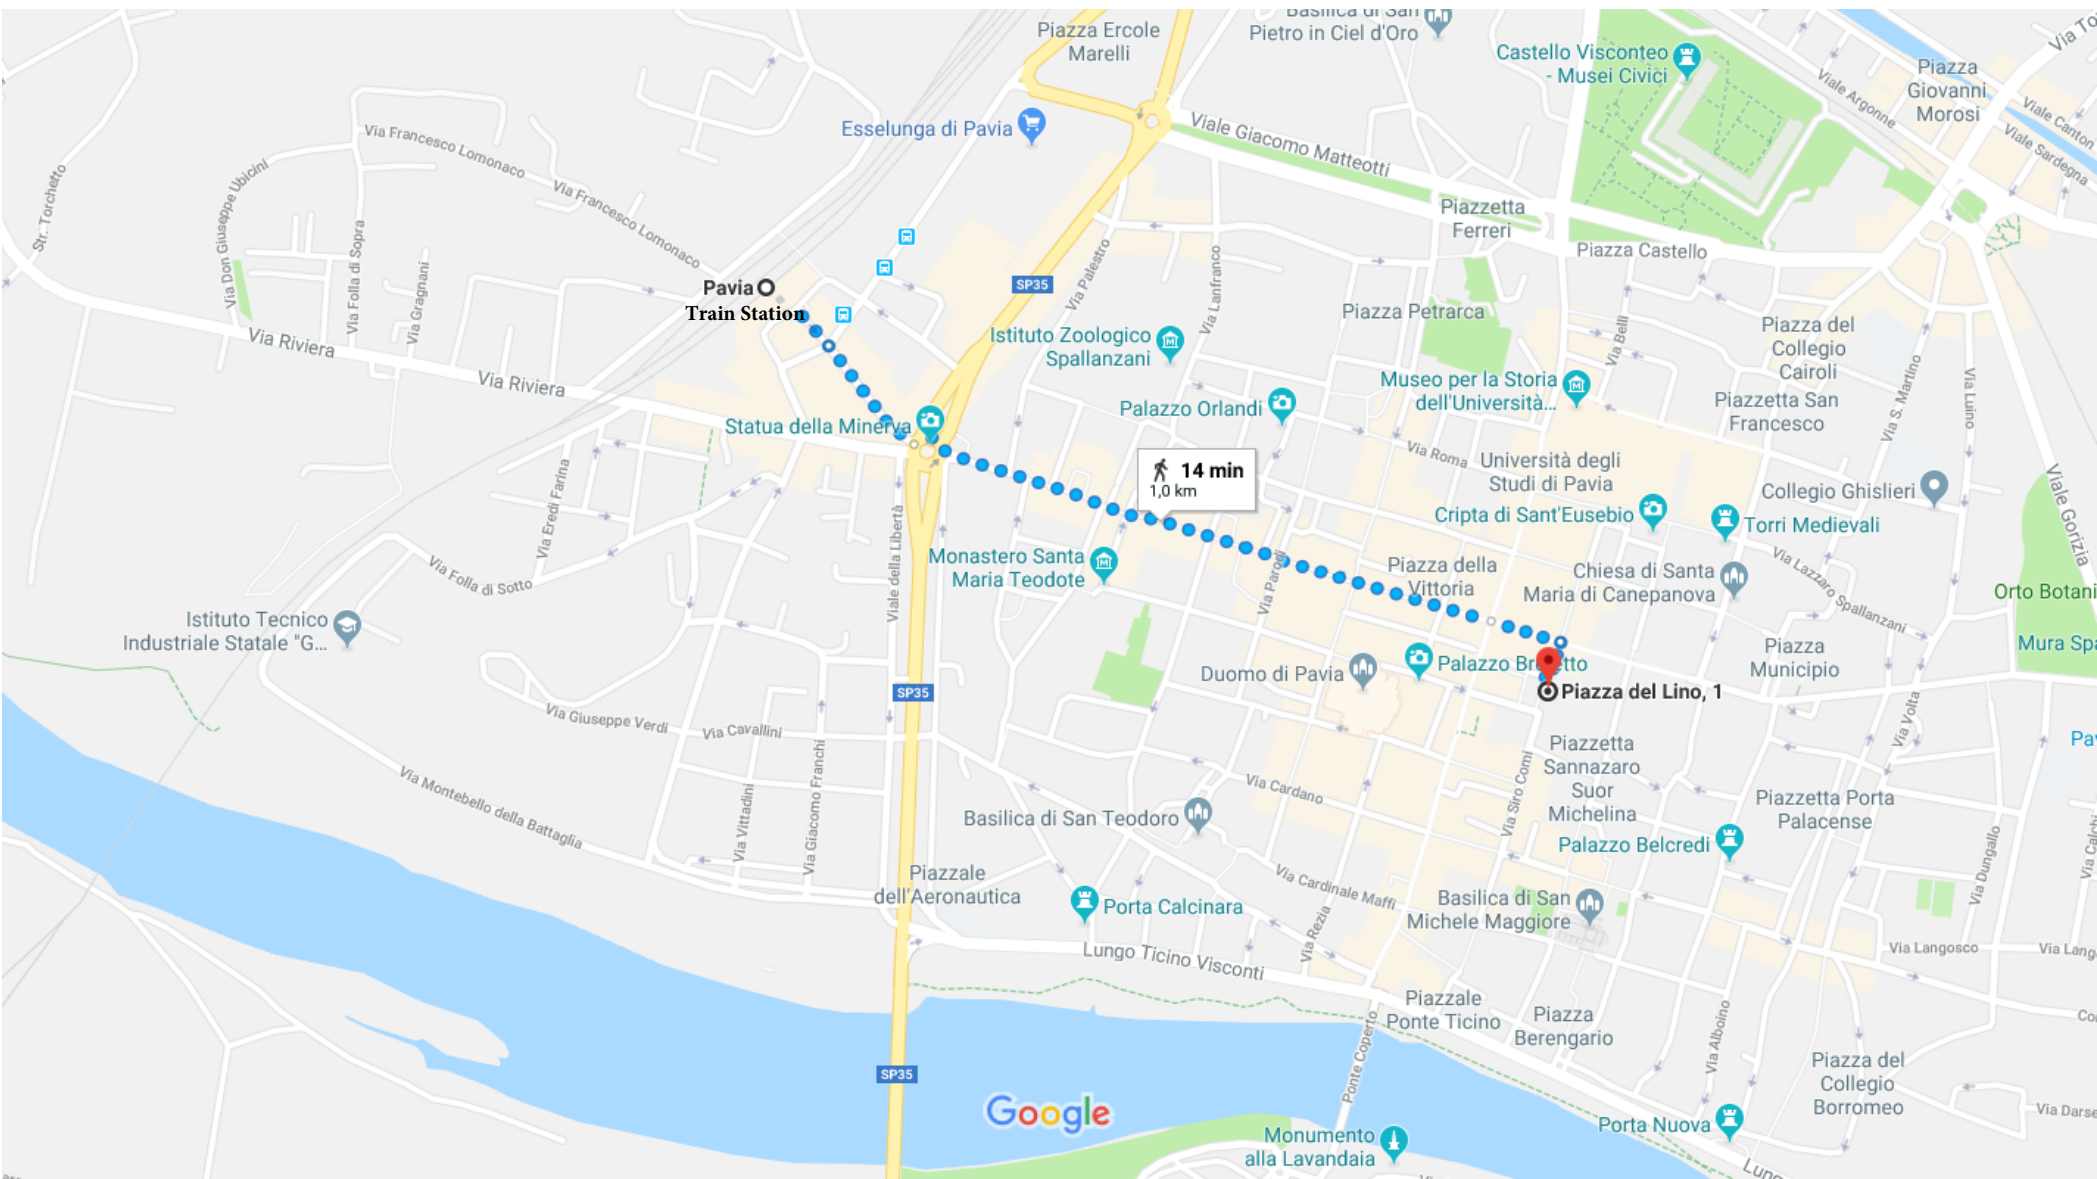 Basilica di San
Pietro in Ciel d'Oro
Piazza Ercole
Marelli
Castello Visconteo
- Musei Civici
Piazza
Giovanni
Morosi
Viale Argonne
Viale Canton
Viale Sardegna
Esselunga di Pavia
Viale Giacomo Matteotti
Via Francesco Lomonaco
Via Francesco Lomonaco
Via Don Giuseppe Ubicini
Str. Torchetto
Via Folla di Sopra
Via Gragnani
Piazzetta
Ferreri
Piazza Castello
Pavia
Train Station
SP35
Via Palestro
Via Lanfranco
Piazza Petrarca
Via Belli
Piazza del
Collegio
Cairoli
Via Riviera
Via Riviera
Istituto Zoologico
Spallanzani
Museo per la Storia
dell'Università...
Palazzo Orlandi
Piazzetta San
Francesco
Via S. Martino
Via Luino
Statua della Minerva
14 min
1,0 km
Via Roma
Università degli
Studi di Pavia
Collegio Ghislieri
Cripta di Sant'Eusebio
Torri Medievali
Viale Gorizia
Via Eredi Farina
Viale della Libertà
Via Folla di Sotto
Monastero Santa
Maria Teodote
Via Parodi
Piazza della
Vittoria
Chiesa di Santa
Maria di Canepanova
Via Lazzaro Spallanzani
Orto Botani
Istituto Tecnico
Industriale Statale "G...
Mura Spa
Piazza
Municipio
Duomo di Pavia
Palazzo Broletto
Piazza del Lino, 1
SP35
Via Giuseppe Verdi
Via Cavallini
Via Volta
Pav
Piazzetta
Sannazaro
Suor
Michelina
Via Montebello della Battaglia
Via Vittadini
Via Giacomo Franchi
Via Cardano
Via Siro Comi
Piazzetta Porta
Palacense
Basilica di San Teodoro
Palazzo Belcredi
Via Dungallo
Via Calchi
Piazzale
dell'Aeronautica
Via Cardinale Maffi
Porta Calcinara
Basilica di San
Michele Maggiore
Via Rezia
Lungo Ticino Visconti
Via Langosco
Via Lang
Piazzale
Ponte Ticino
Piazza
Berengario
Via Alboino
Ponte Coperto
SP35
Google
Piazza del
Collegio
Borromeo
Via Darse
Porta Nuova
Monumento
alla Lavandaia